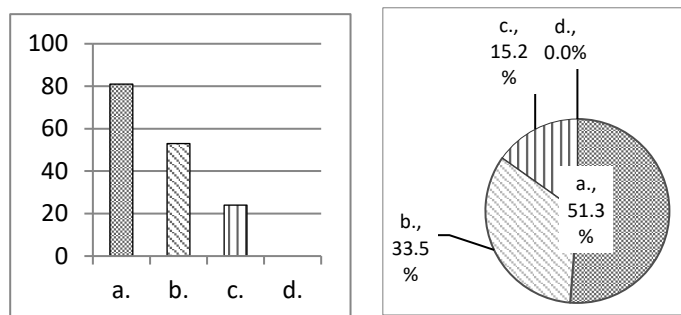 100
80
60
40
20
0
a. b. c. d.
c.,
15.2
%
d.,
0.0%
a.,
51.3
%
b.,
33.5
%